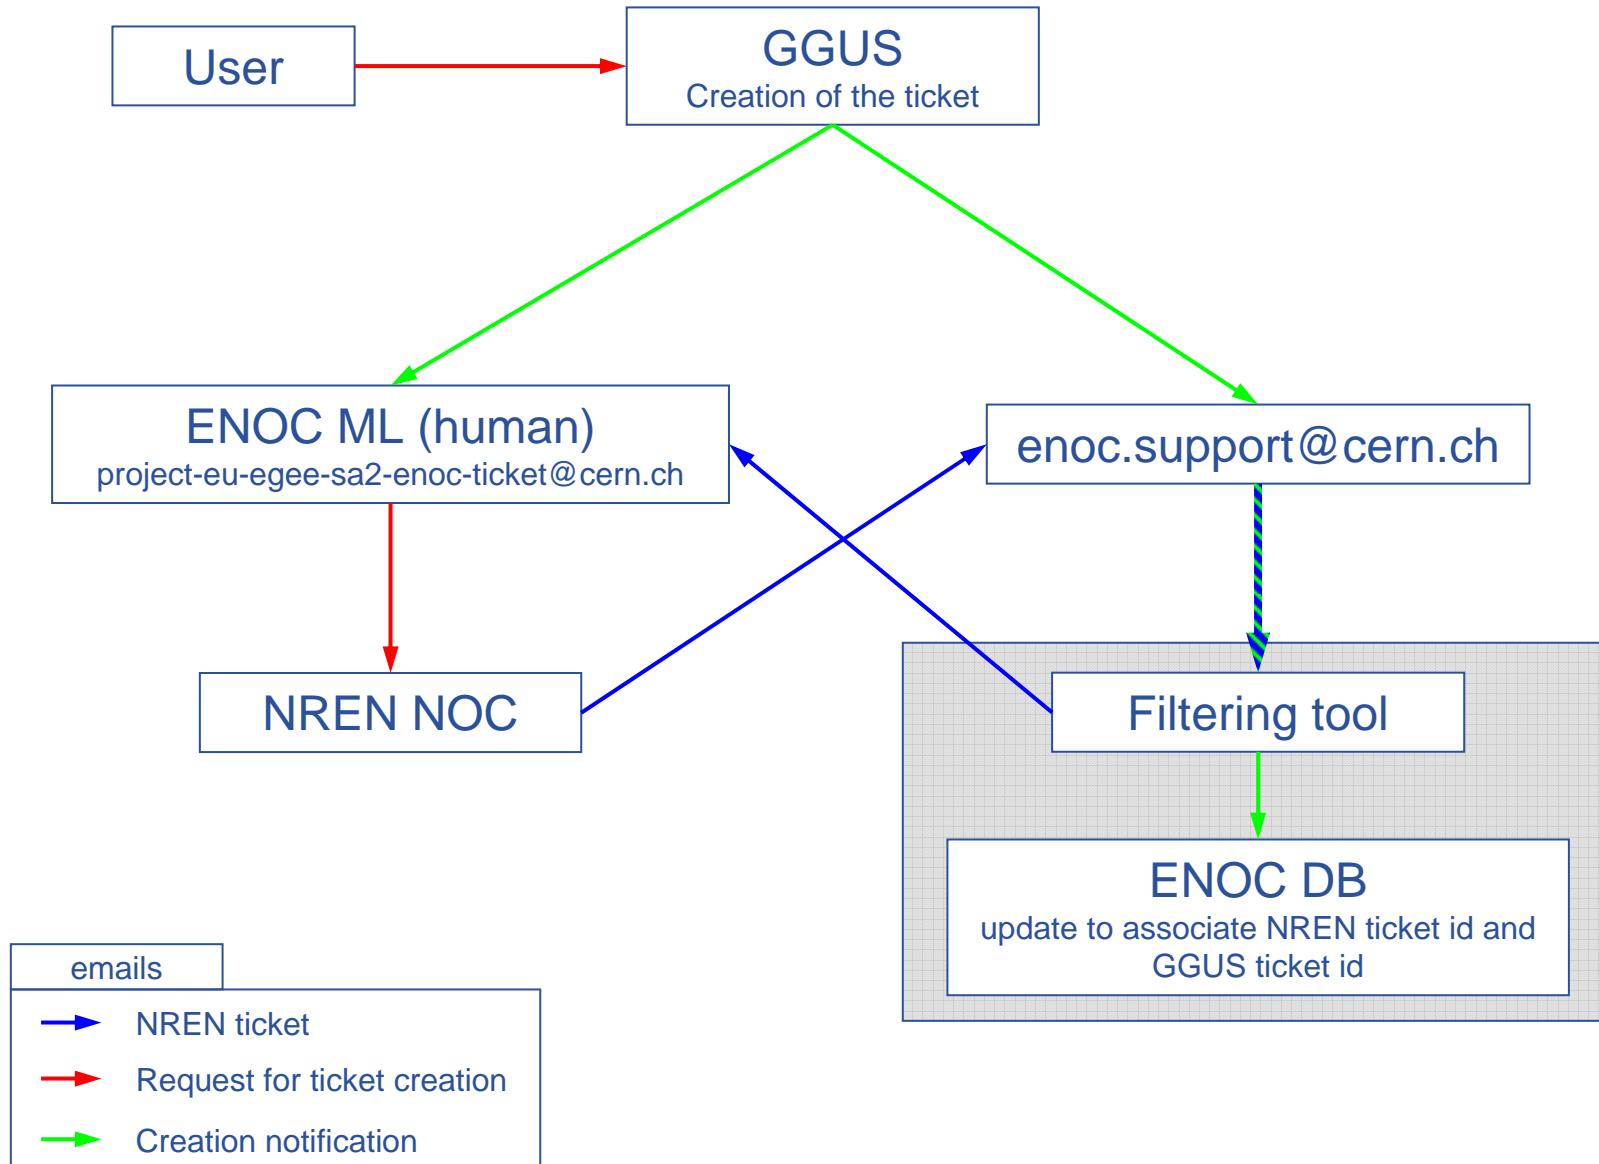 User
GGUS
Creation of the ticket
ENOC ML (human)
project-eu-egee-sa2-enoc-ticket@cern.ch
enoc.support@cern.ch
NREN NOC
Filtering tool
ENOC DB
update to associate NREN ticket id and
GGUS ticket id
emails
NREN ticket
Request for ticket creation
Creation notification